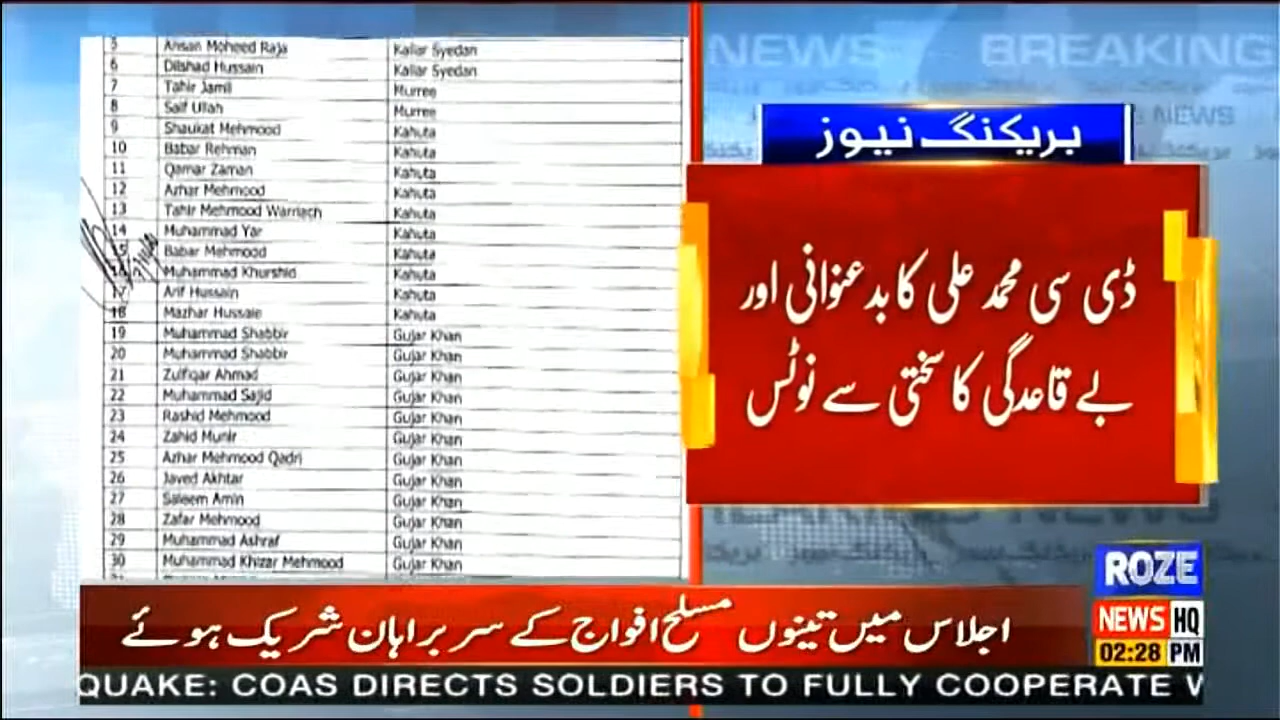 5 Ahsan Moheed Raja Kallar Syedan
6 Dilshad Hussain Kallar Syedan
7 Tahir Jamil Murree
8 Saif Ullah Murree
9 Shaukat Mehmood Kahuta
10 Babar Rehman Kahuta
11 Qamar Zaman Kahuta
12 Azhar Mehmood Kahuta
13 Tahir Mehmood Warriach Kahuta
14 Muhammad Yar Kahuta
15 Babar Mehmood Kahuta
16 Muhammad Khurshid Kahuta
17 Arif Hussain Kahuta
18 Mazhar Hussain Kahuta
19 Muhammad Shabbir Gujar Khan
20 Muhammad Shabbir Gujar Khan
21 Zulfiqar Ahmad Gujar Khan
22 Muhammad Sajid Gujar Khan
23 Rashid Mehmood Gujar Khan
24 Zahid Munir Gujar Khan
25 Azhar Mehmood Qadri Gujar Khan
26 Javed Akhtar Gujar Khan
27 Saleem Amin Gujar Khan
28 Zafar Mehmood Gujar Khan
29 Muhammad Ashraf Gujar Khan
30 Muhammad Khizar Mehmood Gujar Khan
NEWS BREAKING
NEWS
بریکنگ نیوز
ڈی سی محمد علی کا بدعنوانی اور
بے قاعدگی کا سختی سے نوٹس
ROZE
NEWS HQ
02:28 PM
اجلاس میں تینوں مسلح افواج کے سربراہان شریک ہوئے
QUAKE: COAS DIRECTS SOLDIERS TO FULLY COOPERATE